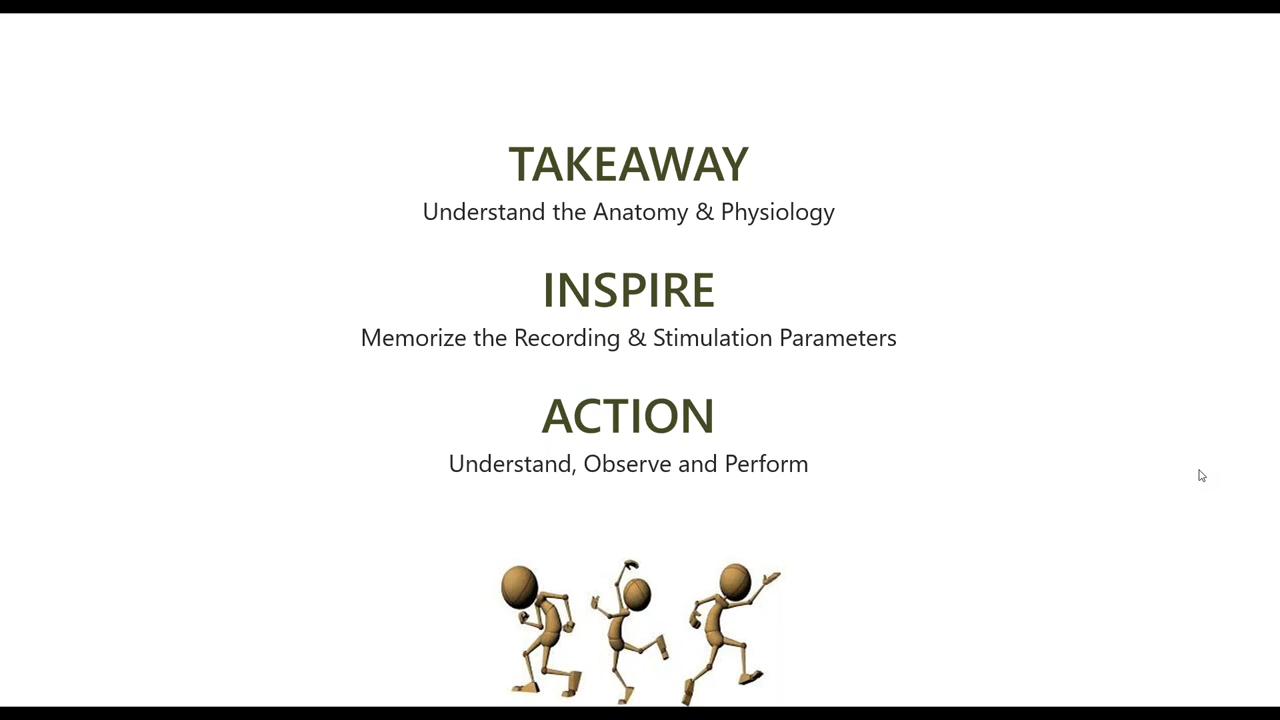 TAKEAWAY
Understand the Anatomy & Physiology
INSPIRE
Memorize the Recording & Stimulation Parameters
ACTION
Understand, Observe and Perform